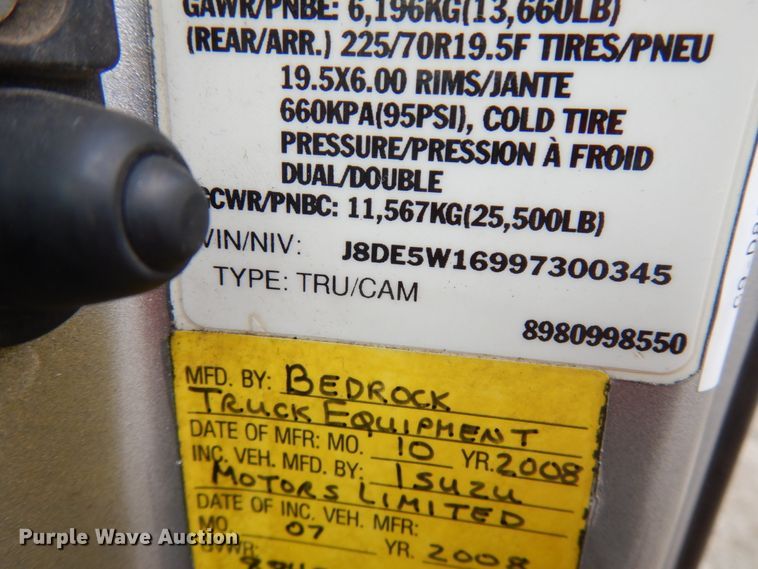 GAWR/PNBE: 6,196KG(13,660LB)
(REAR/ARR.) 225/70R19.5F TIRES/PNEU
19.5X6.00 RIMS/JANTE
660KPA(95PSI), COLD TIRE
PRESSURE/PRESSION À FROID
DUAL/DOUBLE
GCWR/PNBC: 11,567KG(25,500LB)
VIN/NIV: J8DE5W16997300345
TYPE: TRU/CAM
8980998550
MFD. BY: BEDROCK
TRUCK EQUIPMENT
DATE OF MFR: MO. 10 YR. 2008
INC. VEH. MFD. BY: ISUZU
MOTORS LIMITED
DATE OF INC. VEH. MFR:
MO. 07 YR. 2008
GVWR:
Purple Wave Auction